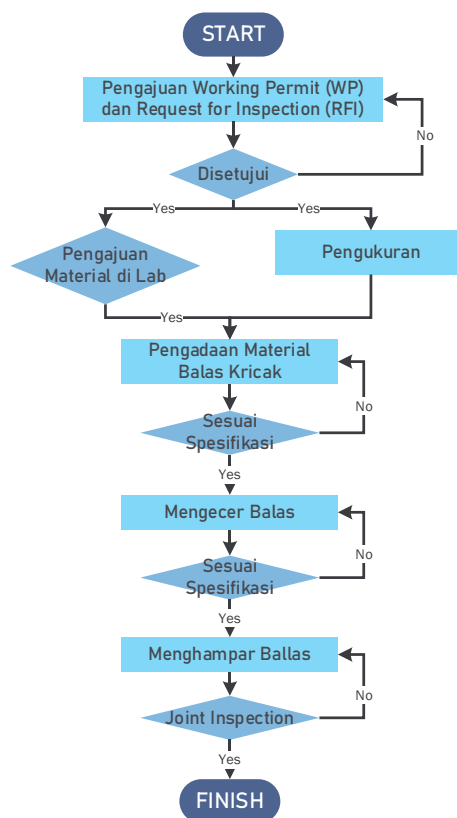 START
Pengajuan Working Permit (WP)
dan Request for Inspection (RFI)
No
Disetujui
Yes
Yes
Pengajuan
Material di Lab
Pengukuran
Yes
Pengadaan Material
Balas Kricak
No
Sesuai
Spesifikasi
Yes
Mengecer Balas
No
Sesuai
Spesifikasi
Yes
Menghampar Ballas
No
Joint Inspection
Yes
FINISH